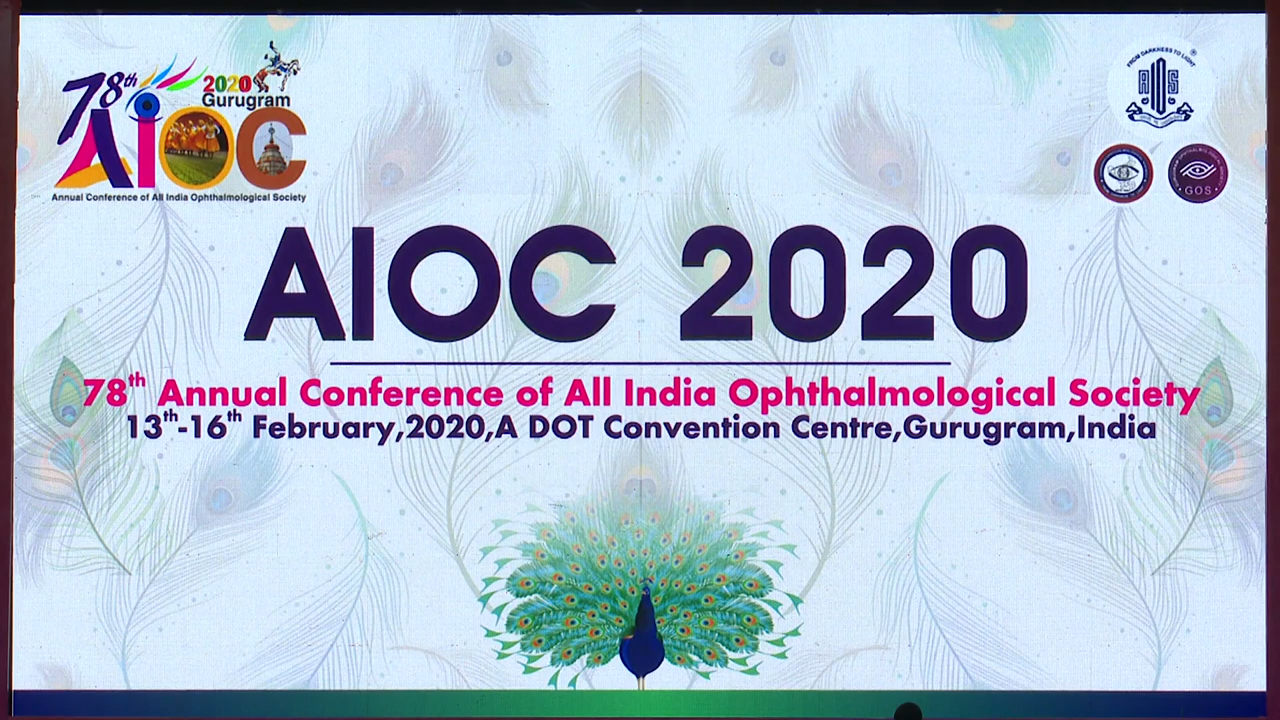 78th
2020
Gurugram
AIOC
Annual Conference of All India Ophthalmological Society
FROM DARKNESS TO LIGHT
AIOS
GOS
AIOC 2020
78th Annual Conference of All India Ophthalmological Society
13th-16th February,2020,A DOT Convention Centre,Gurugram,India